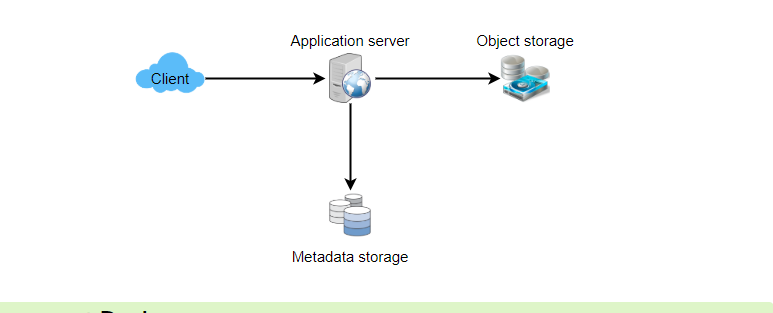 Application server
Object storage
Client
Metadata storage